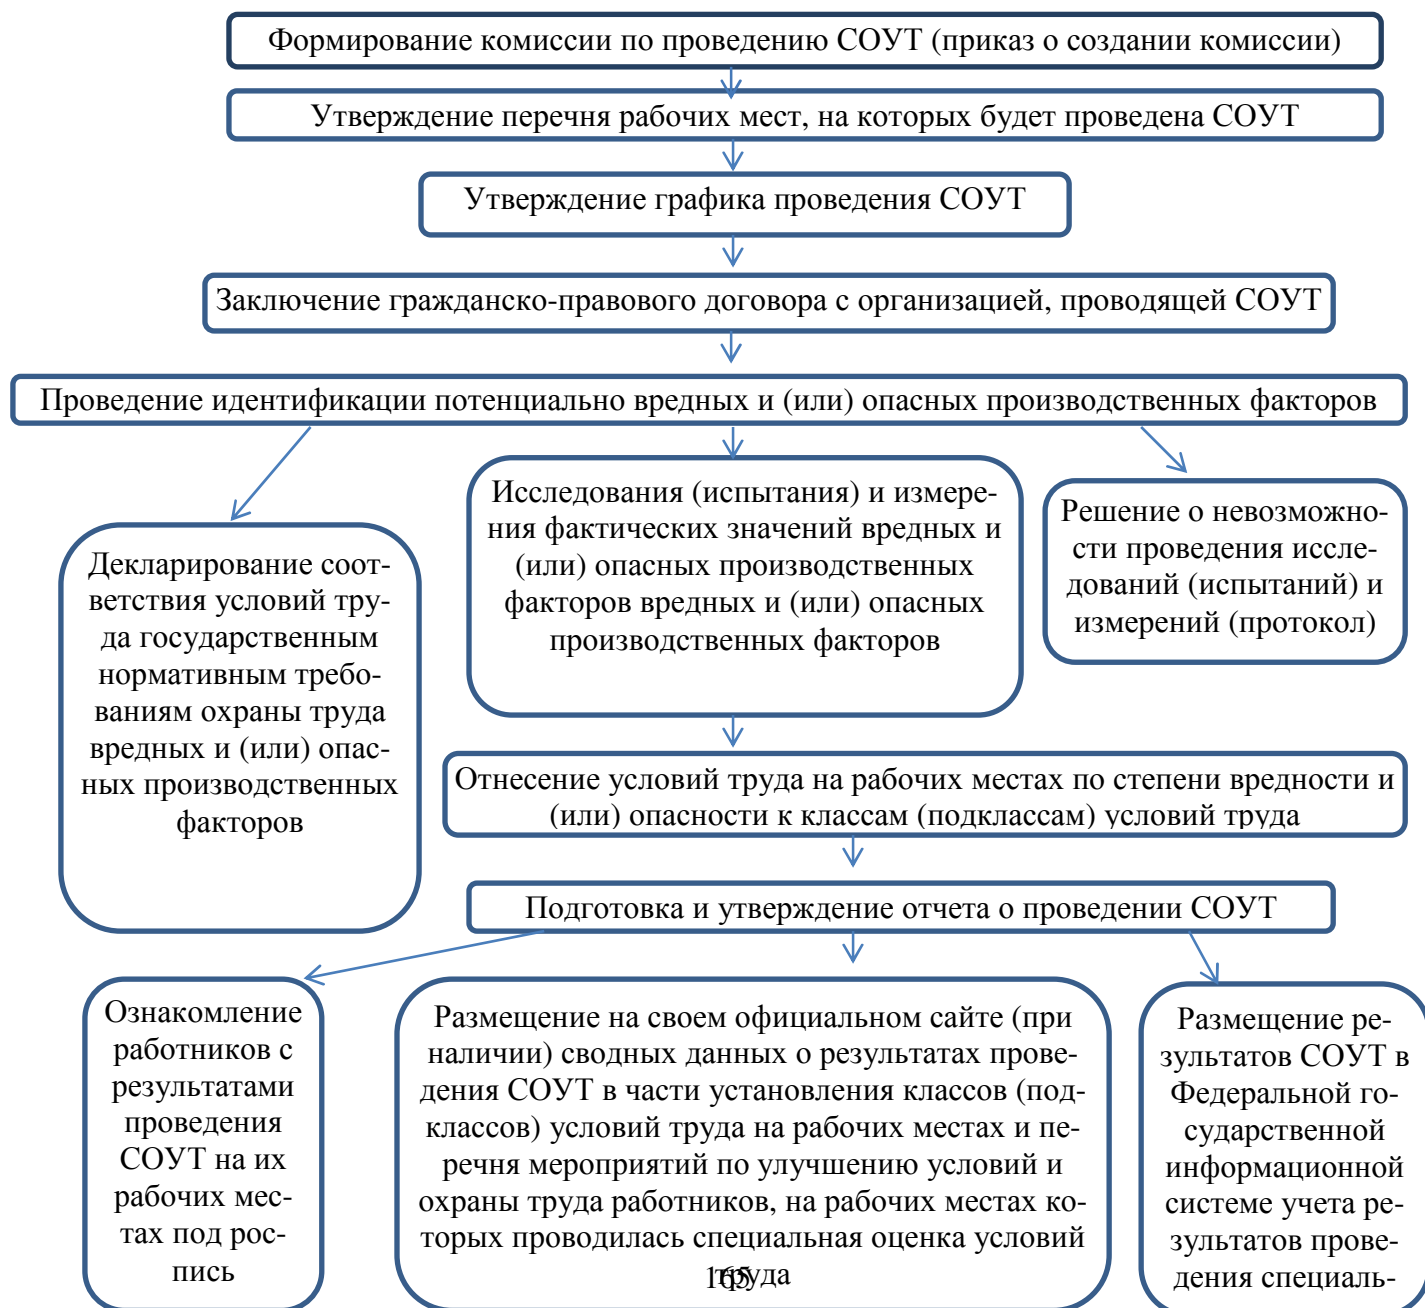 Формирование комиссии по проведению СОУТ (приказ о создании комиссии)
Утверждение перечня рабочих мест, на которых будет проведена СОУТ
Утверждение графика проведения СОУТ
Заключение гражданско-правового договора с организацией, проводящей СОУТ
Проведение идентификации потенциально вредных и (или) опасных производственных факторов
Декларирование соот-
ветствия условий тру-
да государственным
нормативным требо-
ваниям охраны труда
вредных и (или) опас-
ных производственных
факторов
Исследования (испытания) и измере-
ния фактических значений вредных и
(или) опасных производственных
факторов вредных и (или) опасных
производственных факторов
Решение о невозможно-
сти проведения иссле-
дований (испытаний) и
измерений (протокол)
Отнесение условий труда на рабочих местах по степени вредности и
(или) опасности к классам (подклассам) условий труда
Подготовка и утверждение отчета о проведении СОУТ
Ознакомление
работников с
результатами
проведения
СОУТ на их
рабочих мес-
тах под рос-
пись
Размещение на своем официальном сайте (при
наличии) сводных данных о результатах прове-
дения СОУТ в части установления классов (под-
классов) условий труда на рабочих местах и пе-
речня мероприятий по улучшению условий и
охраны труда работников, на рабочих местах ко-
торых проводилась специальная оценка условий
труда
Размещение ре-
зультатов СОУТ в
Федеральной го-
сударственной
информационной
системе учета ре-
зультатов прове-
дения специаль-
165